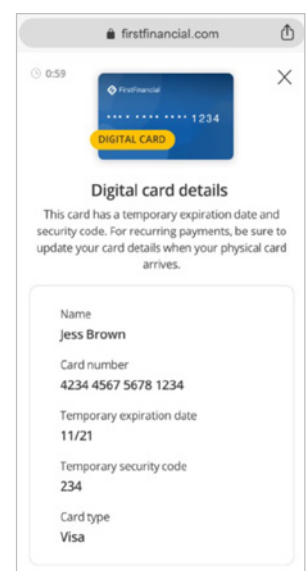 firstfinancial.com
0:59
FirstFinancial
•••• •••• •••• 1234
DIGITAL CARD
Digital card details
This card has a temporary expiration date and
security code. For recurring payments, be sure to
update your card details when your physical card
arrives.
Name
Jess Brown
Card number
4234 4567 5678 1234
Temporary expiration date
11/21
Temporary security code
234
Card type
Visa